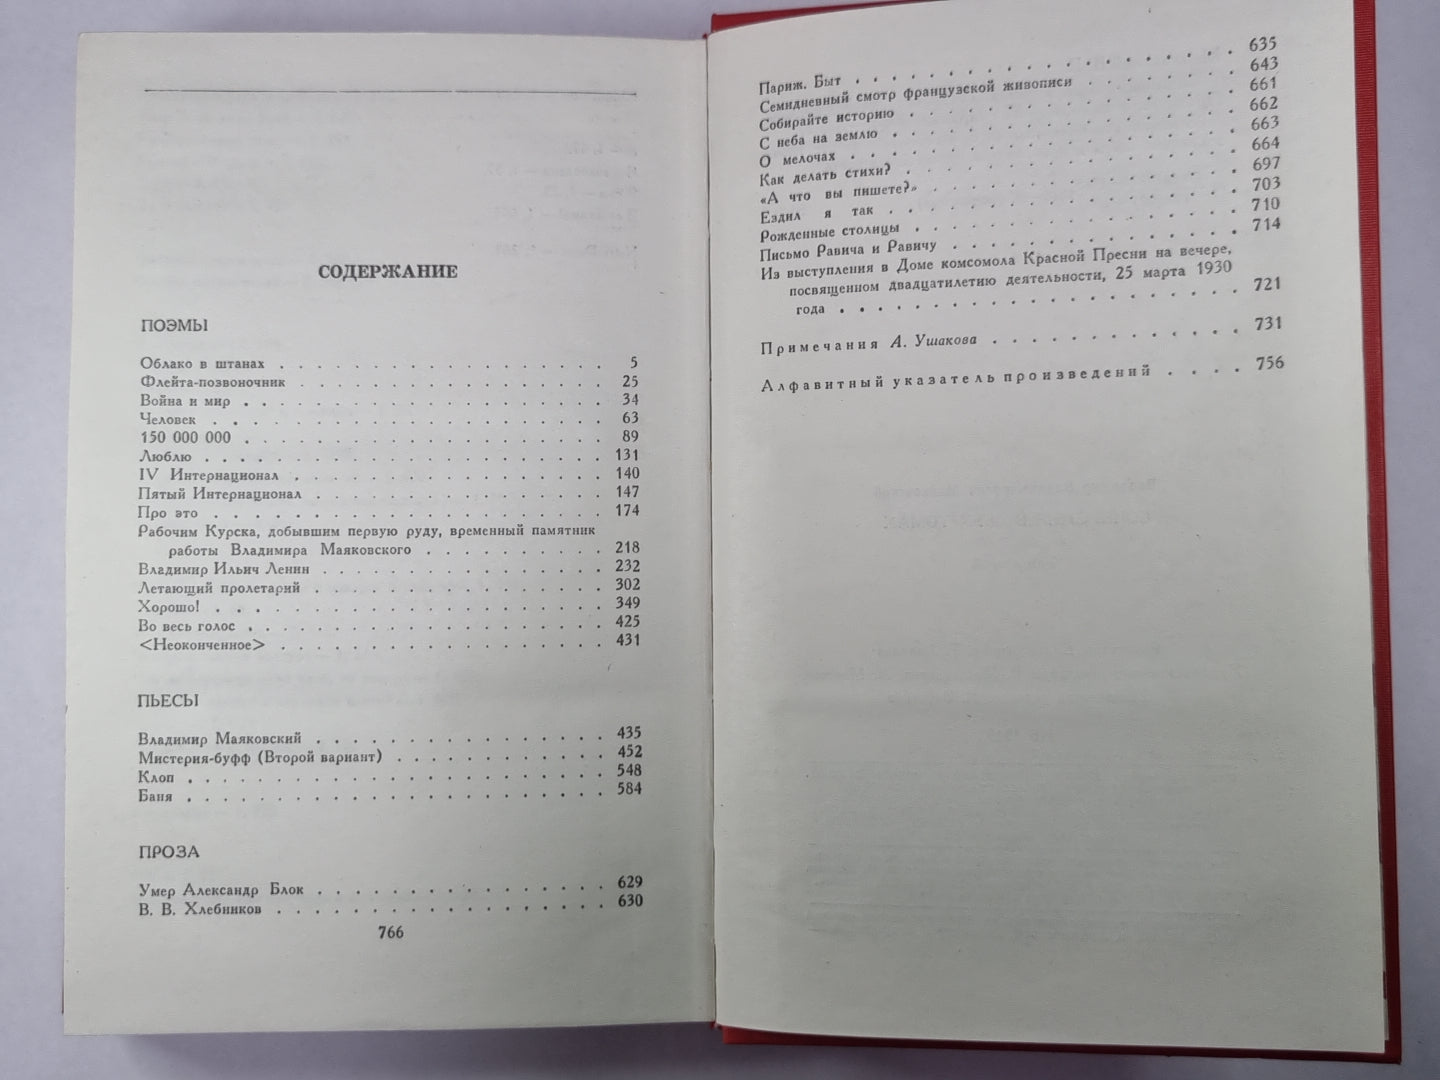 СОДЕРЖАНИЕ
ПОЭМЫ
Облако в штанах . . . . . . . . . . . . . . . . . . 5
Флейта-позвоночник . . . . . . . . . . . . . . . . . 25
Война и мир . . . . . . . . . . . . . . . . . . . . 34
Человек . . . . . . . . . . . . . . . . . . . . . . 63
150 000 000 . . . . . . . . . . . . . . . . . . . . 89
Люблю . . . . . . . . . . . . . . . . . . . . . . 131
IV Интернационал . . . . . . . . . . . . . . . . . 140
Пятый Интернационал . . . . . . . . . . . . . . . . 147
Про это . . . . . . . . . . . . . . . . . . . . . 174
Рабочим Курска, добывшим первую руду, временный памятник
работы Владимира Маяковского . . . . . . . . . . 218
Владимир Ильич Ленин . . . . . . . . . . . . . . . 232
Летающий пролетарий . . . . . . . . . . . . . . . . 302
Хорошо! . . . . . . . . . . . . . . . . . . . . . 349
Во весь голос . . . . . . . . . . . . . . . . . . . 425
<Неоконченное> . . . . . . . . . . . . . . . . . . 431
ПЬЕСЫ
Владимир Маяковский . . . . . . . . . . . . . . . . 435
Мистерия-буфф (Второй вариант) . . . . . . . . . . . 452
Клоп . . . . . . . . . . . . . . . . . . . . . . . 548
Баня . . . . . . . . . . . . . . . . . . . . . . . 584
ПРОЗА
Умер Александр Блок . . . . . . . . . . . . . . . . 629
В. В. Хлебников . . . . . . . . . . . . . . . . . . 630
766
Париж. Быт . . . . . . . . . . . . . . . . . . . . 635
Семидневный смотр французской живописи . . . . . . . 643
Собирайте историю . . . . . . . . . . . . . . . . . 661
С неба на землю . . . . . . . . . . . . . . . . . . 662
О мелочах . . . . . . . . . . . . . . . . . . . . 663
Как делать стихи? . . . . . . . . . . . . . . . . . 664
«А что вы пишете?» . . . . . . . . . . . . . . . . 697
Ездил я так . . . . . . . . . . . . . . . . . . . 703
Рожденные столицы . . . . . . . . . . . . . . . . . 710
Письмо Равича и Равичу . . . . . . . . . . . . . . 714
Из выступления в Доме комсомола Красной Пресни на вечере,
посвященном двадцатилетию деятельности, 25 марта 1930
года . . . . . . . . . . . . . . . . . . . . . 721
Примечания А. Ушакова . . . . . . . . . . . . . 731
Алфавитный указатель произведений . . . . 756